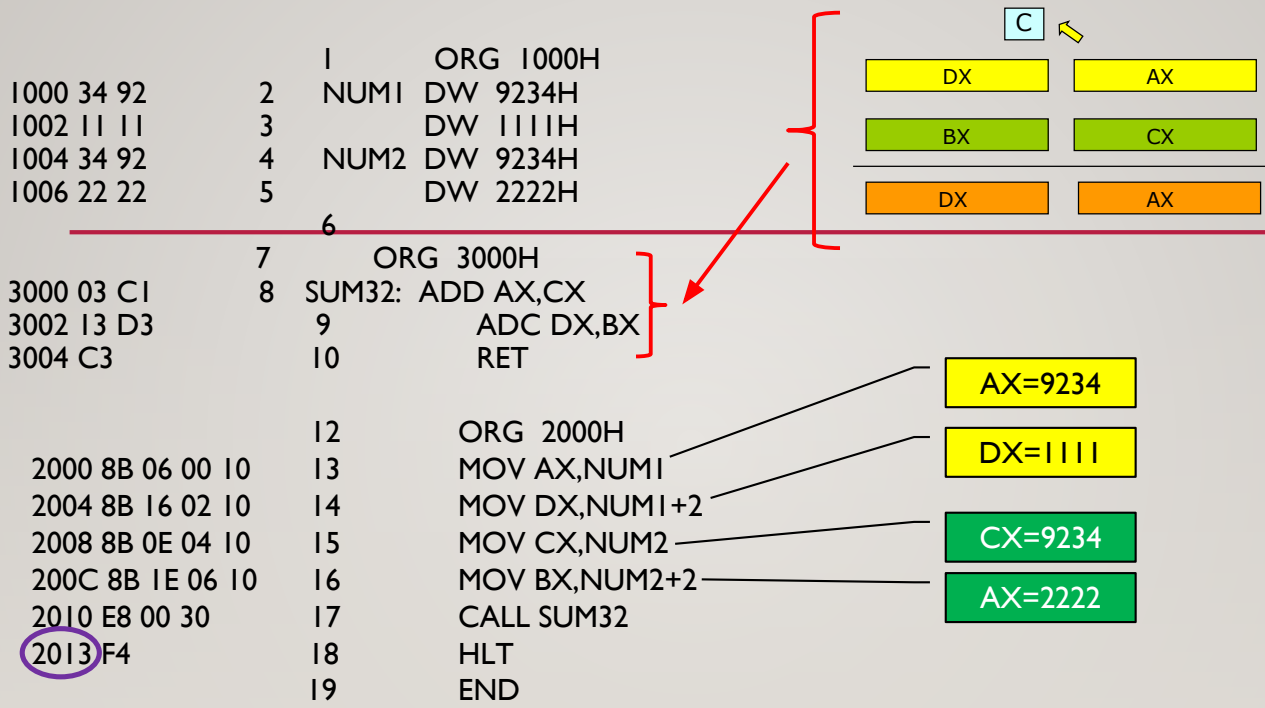 1 ORG 1000H
1000 34 92 2 NUM1 DW 9234H
1002 11 11 3 DW 1111H
1004 34 92 4 NUM2 DW 9234H
1006 22 22 5 DW 2222H
6
7 ORG 3000H
3000 03 C1 8 SUM32: ADD AX,CX
3002 13 D3 9 ADC DX,BX
3004 C3 10 RET
12 ORG 2000H
2000 8B 06 00 10 13 MOV AX,NUM1
2004 8B 16 02 10 14 MOV DX,NUM1+2
2008 8B 0E 04 10 15 MOV CX,NUM2
200C 8B 1E 06 10 16 MOV BX,NUM2+2
2010 E8 00 30 17 CALL SUM32
2013 F4 18 HLT
19 END
C
DX AX
BX CX
DX AX
AX=9234
DX=1111
CX=9234
AX=2222